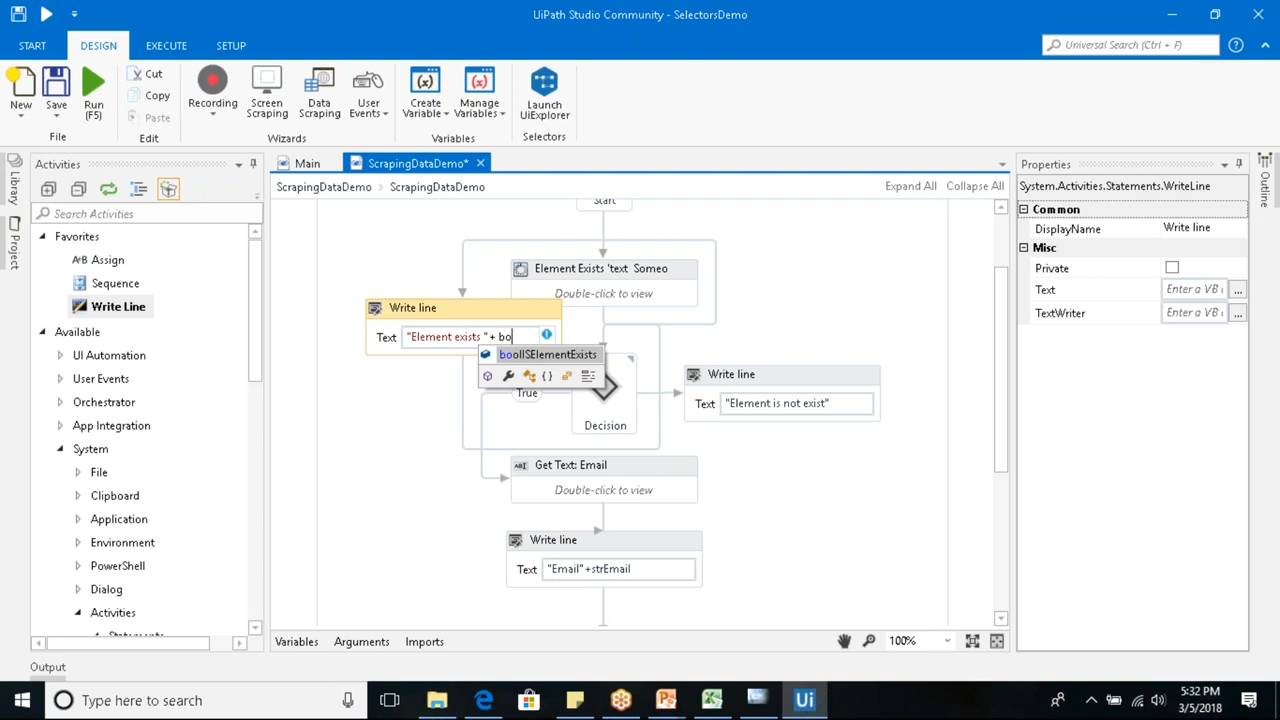 UiPath Studio Community - SelectorsDemo
START DESIGN EXECUTE SETUP
Universal Search (Ctrl + F)
New
Save
Run
(F5)
Cut
Copy
Paste
Recording
Screen
Scraping
Data
Scraping
User
Events
Create
Variable
Manage
Variables
Launch
UiExplorer
File
Edit
Wizards
Variables
Selectors
Library
Project
Activities
Search Activities
Favorites
A+B Assign
Sequence
Write Line
Available
UI Automation
User Events
Orchestrator
App Integration
System
File
Clipboard
Application
Environment
PowerShell
Dialog
Activities
Statements
Main
ScrapingDataDemo*
ScrapingDataDemo > ScrapingDataDemo
Expand All Collapse All
Start
Element Exists 'text Someo
Double-click to view
Write line
Text "Element exists "+ bo
boolISElementExists
True
Decision
Write line
Text "Element is not exist"
Get Text: Email
Double-click to view
Write line
Text "Email"+strEmail
Variables Arguments Imports
100%
Properties
System.Activities.Statements.WriteLine
Common
DisplayName Write line
Misc
Private
Text Enter a VB
TextWriter Enter a VB
Outline
Output
Type here to search
Ui
5:32 PM
3/5/2018